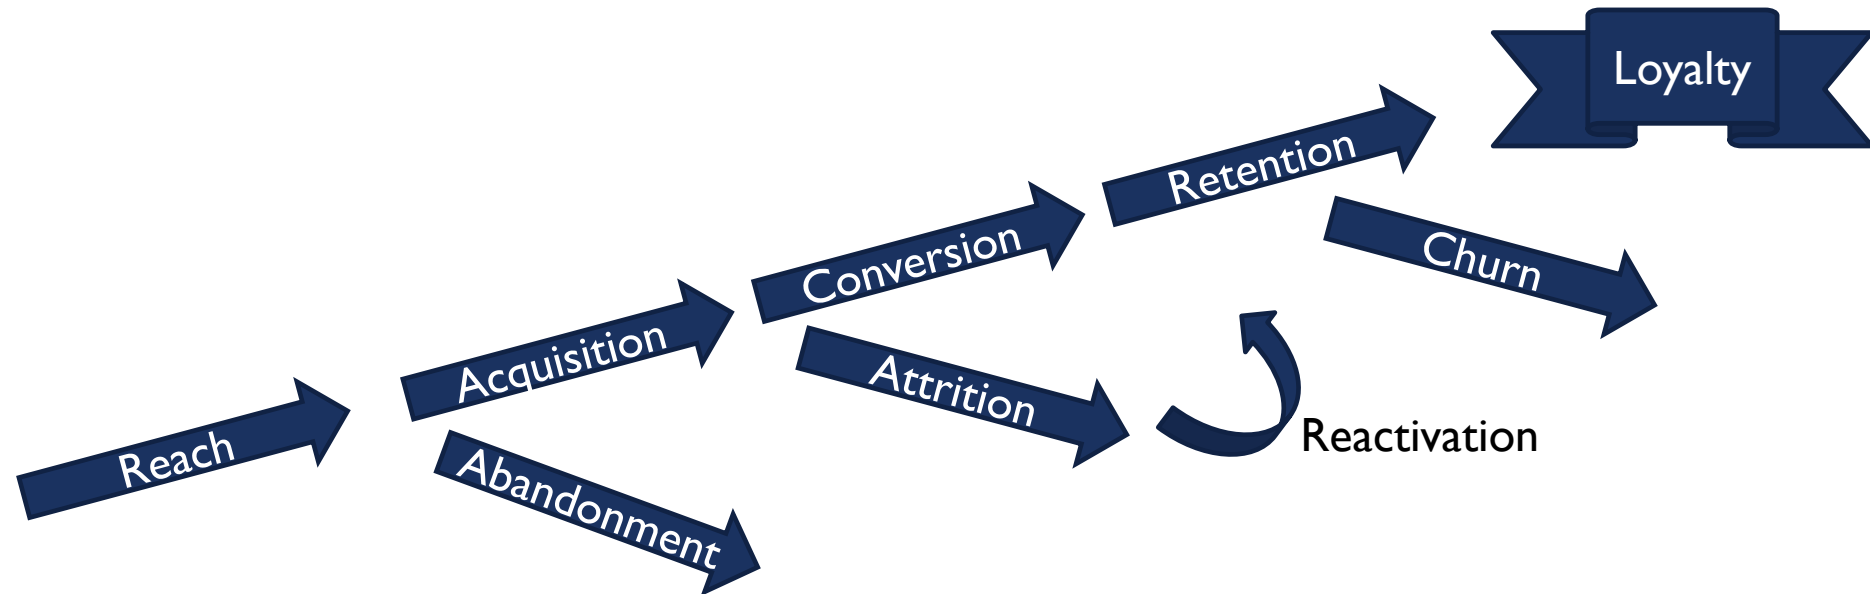 Loyalty
Retention
Churn
Conversion
Attrition
Reactivation
Acquisition
Abandonment
Reach